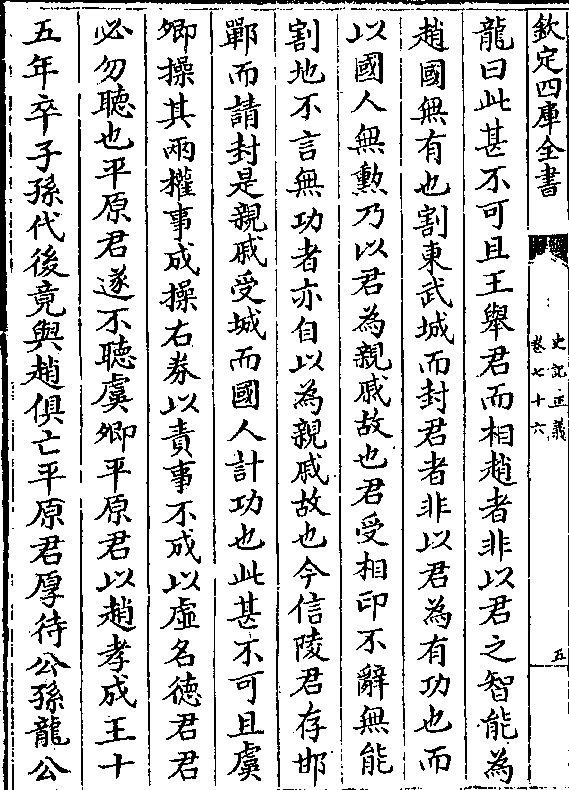 欽定四庫全書
史記正義
卷七十六
五
龍曰此甚不可且王舉君而相趙者非以君之智能為
趙國無有也割東武城而封君者非以君為有功也而
以國人無勲乃以君為親戚故也君受相印不辭無能
割地不言無功者亦自以為親戚故也今信陵君存邯
鄲而請封是親戚受城而國人計功也此甚不可且虞
卿操其兩權事成操右券以責事不成以虛名德君君
必勿聽也平原君遂不聽虞卿平原君以趙孝成王十
五年卒子孫代後竟與趙俱亡平原君厚待公孫龍公